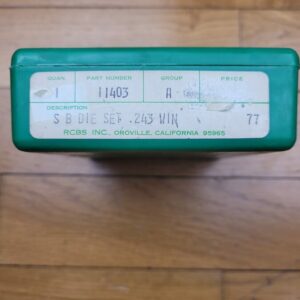 QUAN. PART NUMBER GROUP PRICE
1 11403 A -
DESCRIPTION
S B DIE SET .243 WIN 77
RCBS INC., OROVILLE, CALIFORNIA 95965